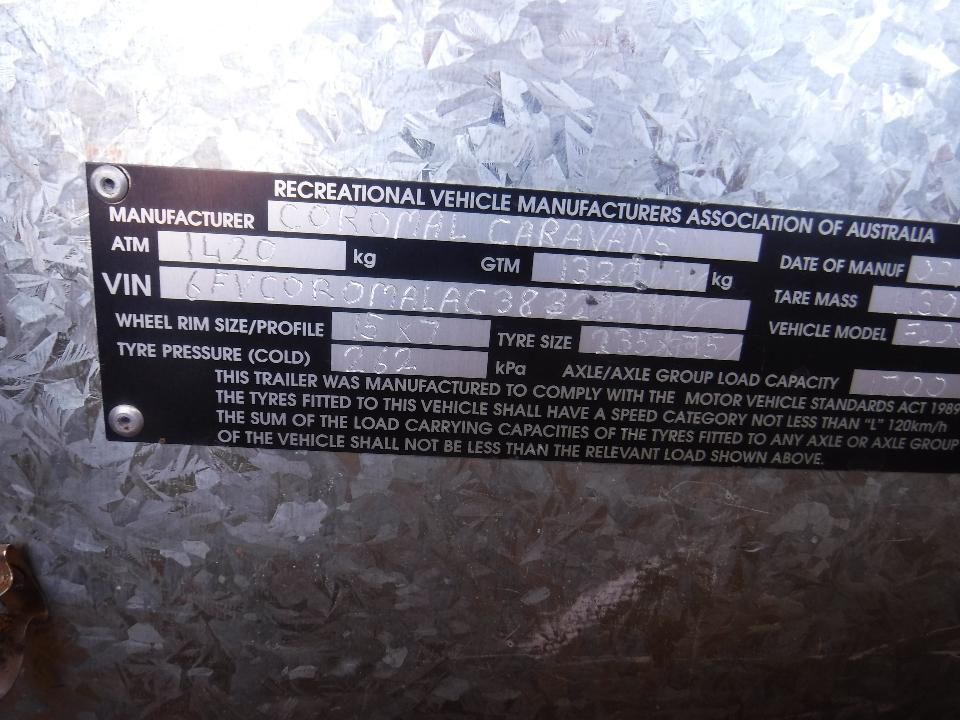 RECREATIONAL VEHICLE MANUFACTURERS ASSOCIATION OF AUSTRALIA
MANUFACTURER COROMAL CARAVANS
ATM 1420 kg GTM 1320 kg DATE OF MANUF
VIN TARE MASS
WHEEL RIM SIZE/PROFILE 15 X 7 TYRE SIZE VEHICLE MODEL
TYRE PRESSURE (COLD) 262 kPa AXLE/AXLE GROUP LOAD CAPACITY
THIS TRAILER WAS MANUFACTURED TO COMPLY WITH THE MOTOR VEHICLE STANDARDS ACT 1989
THE TYRES FITTED TO THIS VEHICLE SHALL HAVE A SPEED CATEGORY NOT LESS THAN "L" 120km/h
THE SUM OF THE LOAD CARRYING CAPACITIES OF THE TYRES FITTED TO ANY AXLE OR AXLE GROUP
OF THE VEHICLE SHALL NOT BE LESS THAN THE RELEVANT LOAD SHOWN ABOVE.